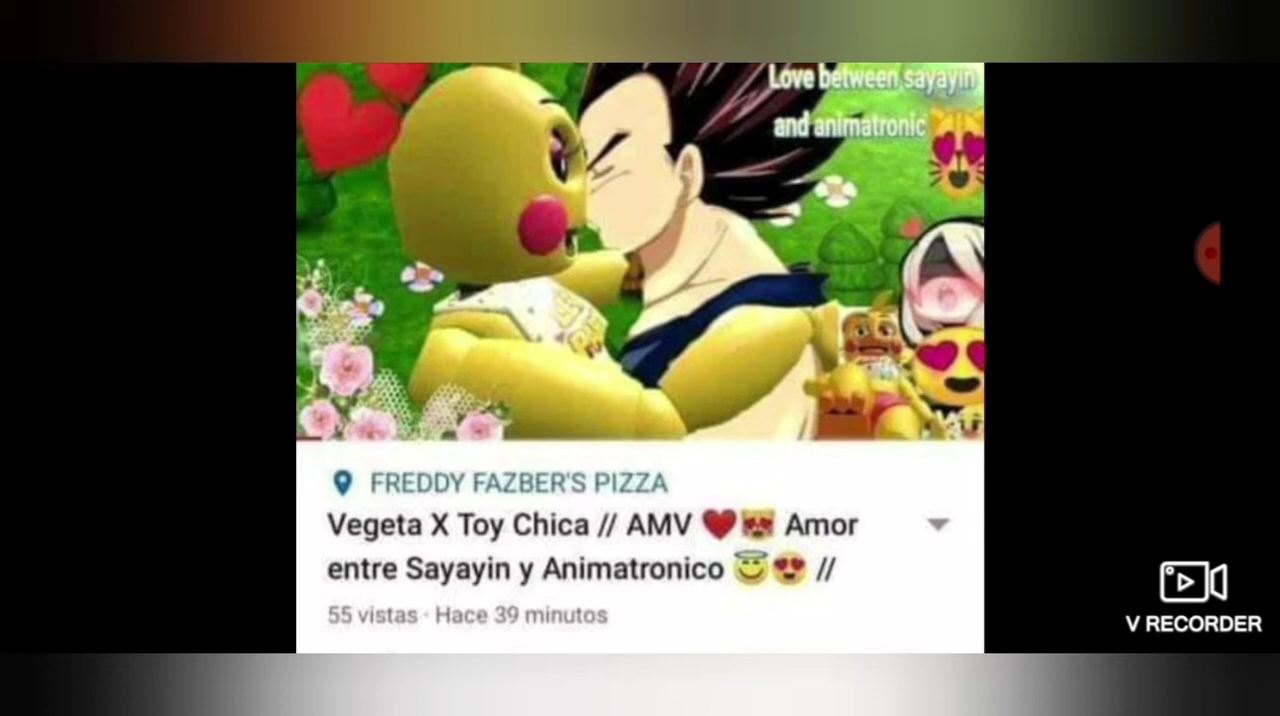 Love between sayayin
and animatronic
FREDDY FAZBER'S PIZZA
Vegeta X Toy Chica // AMV ❤️😻 Amor
entre Sayayin y Animatronico 😇😍 //
55 vistas · Hace 39 minutos
V RECORDER